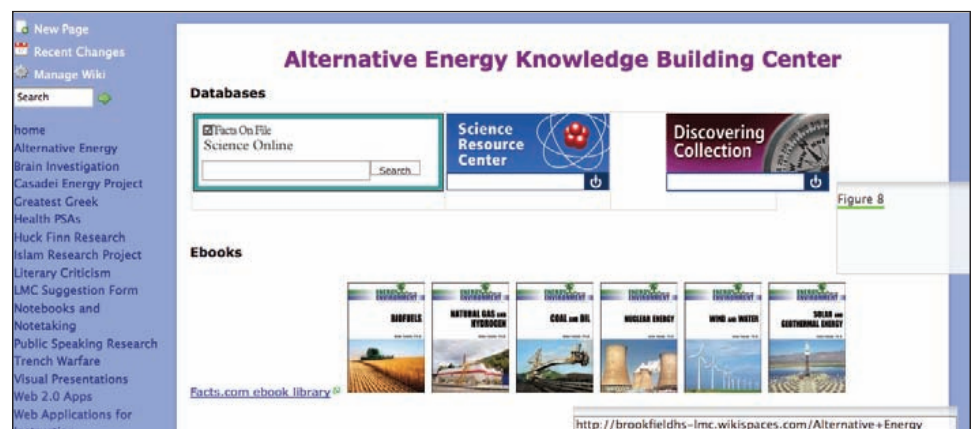 New Page
Recent Changes
Manage Wiki
Search
home
Alternative Energy
Brain Investigation
Casadei Energy Project
Greatest Greek
Health PSAs
Huck Finn Research
Islam Research Project
Literary Criticism
LMC Suggestion Form
Notebooks and
Notetaking
Public Speaking Research
Trench Warfare
Visual Presentations
Web 2.0 Apps
Web Applications for
Alternative Energy Knowledge Building Center
Databases
Facts On File
Science Online
Search
Science
Resource
Center
Discovering
Collection
Figure 8
Ebooks
BIOFUELS
NATURAL GAS AND
HYDROGEN
COAL AND OIL
NUCLEAR ENERGY
WIND AND WATER
SOLAR AND
GEOTHERMAL ENERGY
Facts.com ebook library
http://brookfieldhs-lmc.wikispaces.com/Alternative+Energy